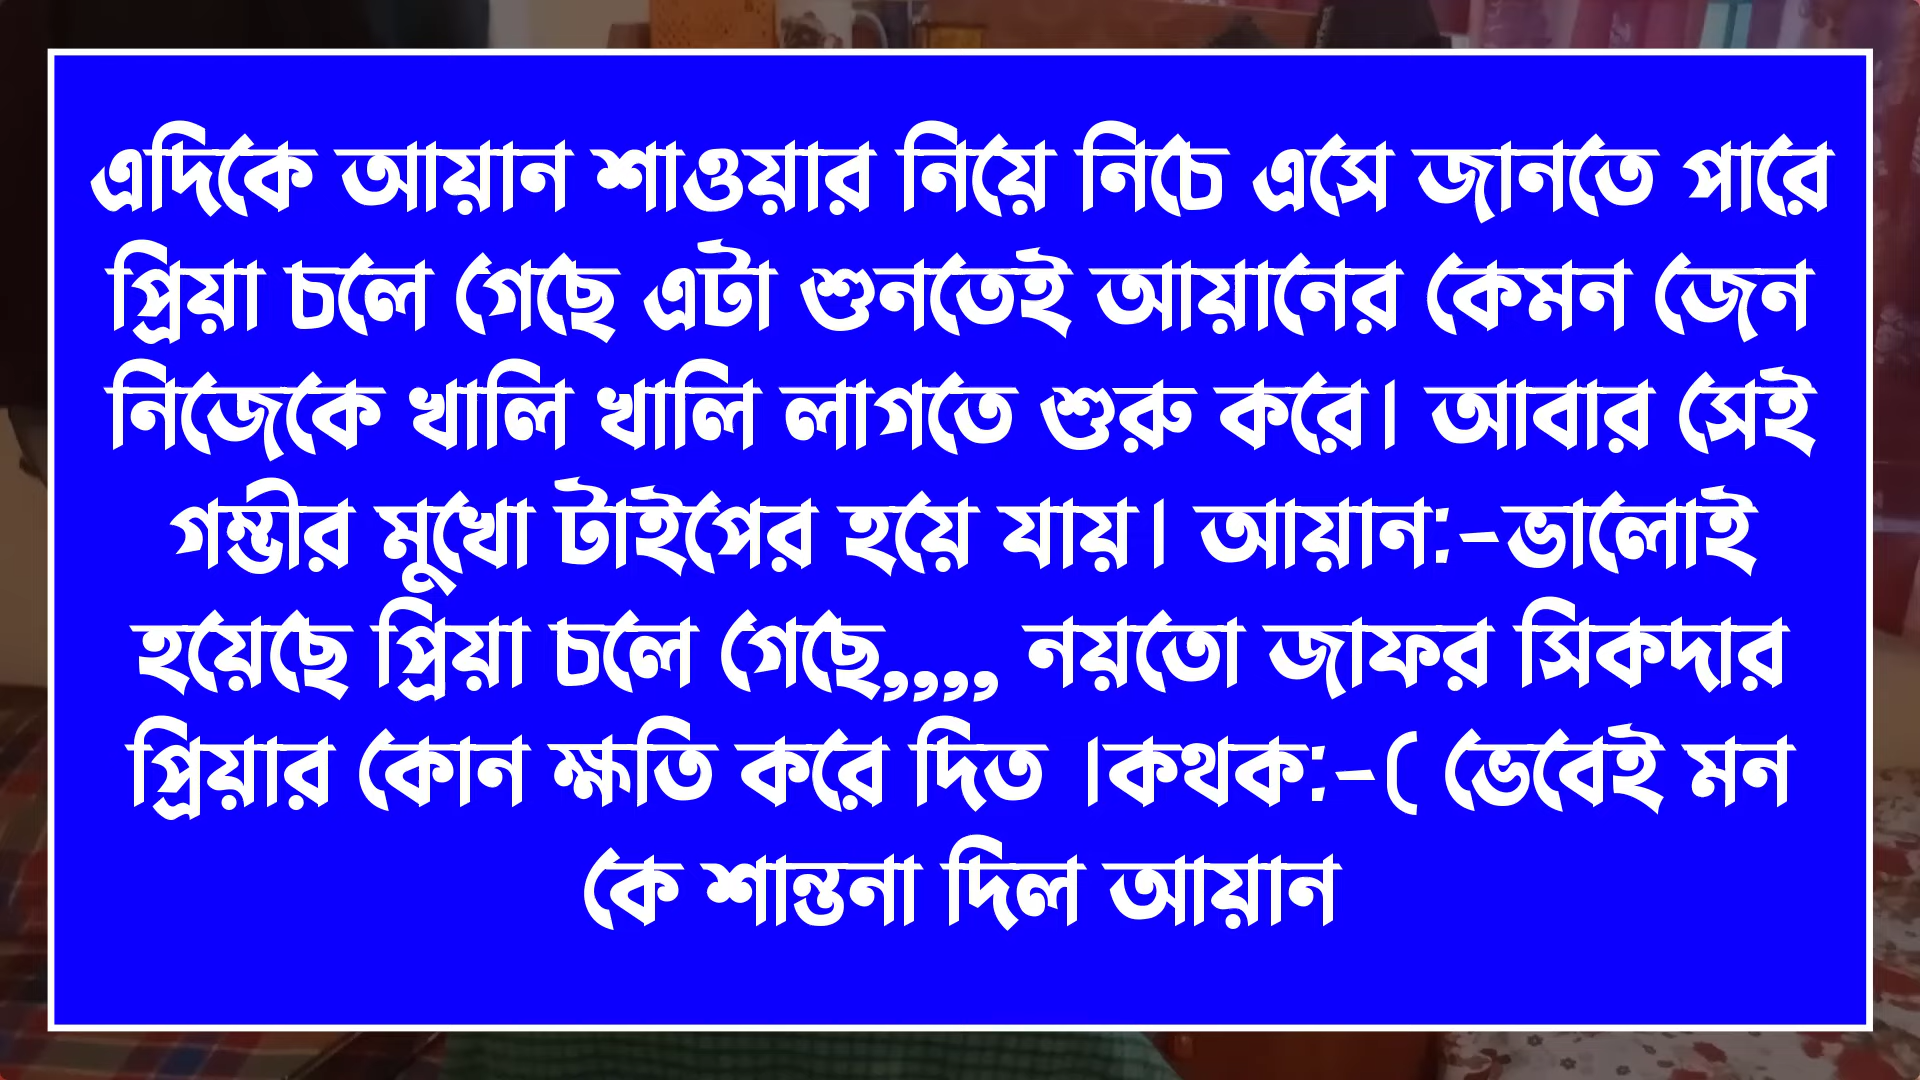 এদিকে আয়ান শাওয়ার নিয়ে নিচে এসে জানতে পারে
প্রিয়া চলে গেছে এটা শুনতেই আয়ানের কেমন জেন
নিজেকে খালি খালি লাগতে শুরু করে। আবার সেই
গম্ভীর মুখো টাইপের হয়ে যায়। আয়ান:-ভালোই
হয়েছে প্রিয়া চলে গেছে,,,, নয়তো জাফর সিকদার
প্রিয়ার কোন ক্ষতি করে দিত ।কথক:-( ভেবেই মন
কে শান্তনা দিল আয়ান